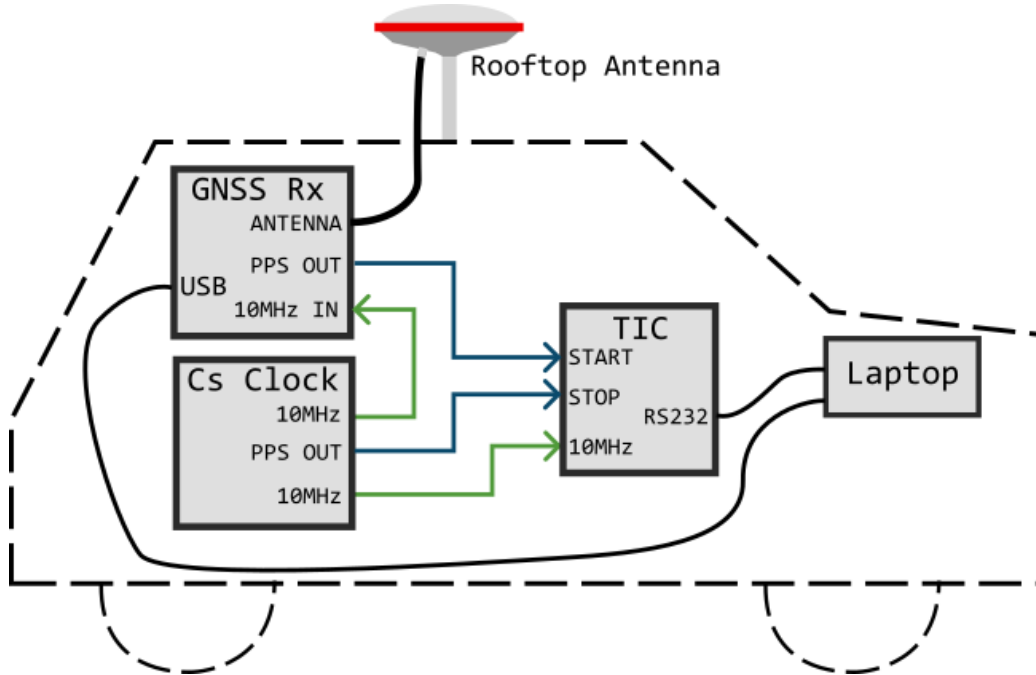 Rooftop Antenna
GNSS Rx
ANTENNA
PPS OUT
USB
10MHz IN
Cs Clock
10MHz
PPS OUT
10MHz
TIC
START
STOP
RS232
10MHz
Laptop